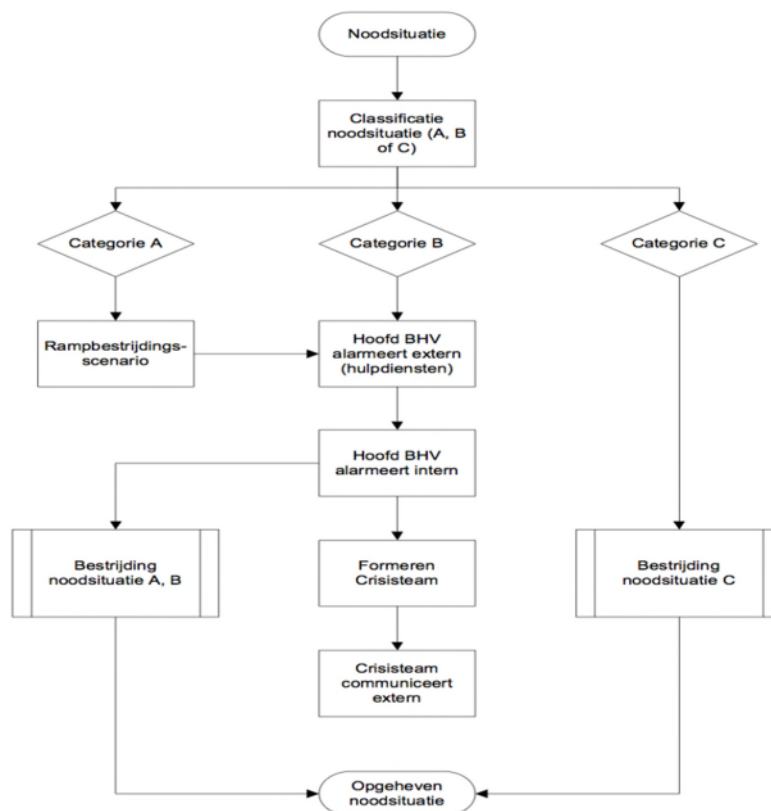 Noodsituatie
Classificatie
noodsituatie (A, B
of C)
Categorie A
Categorie B
Categorie C
Rampbestrijdings-
scenario
Hoofd BHV
alarmeert extern
(hulpdiensten)
Hoofd BHV
alarmeert intern
Bestrijding
noodsituatie A, B
Formeren
Crisisteam
Bestrijding
noodsituatie C
Crisisteam
communiceert
extern
Opgeheven
noodsituatie